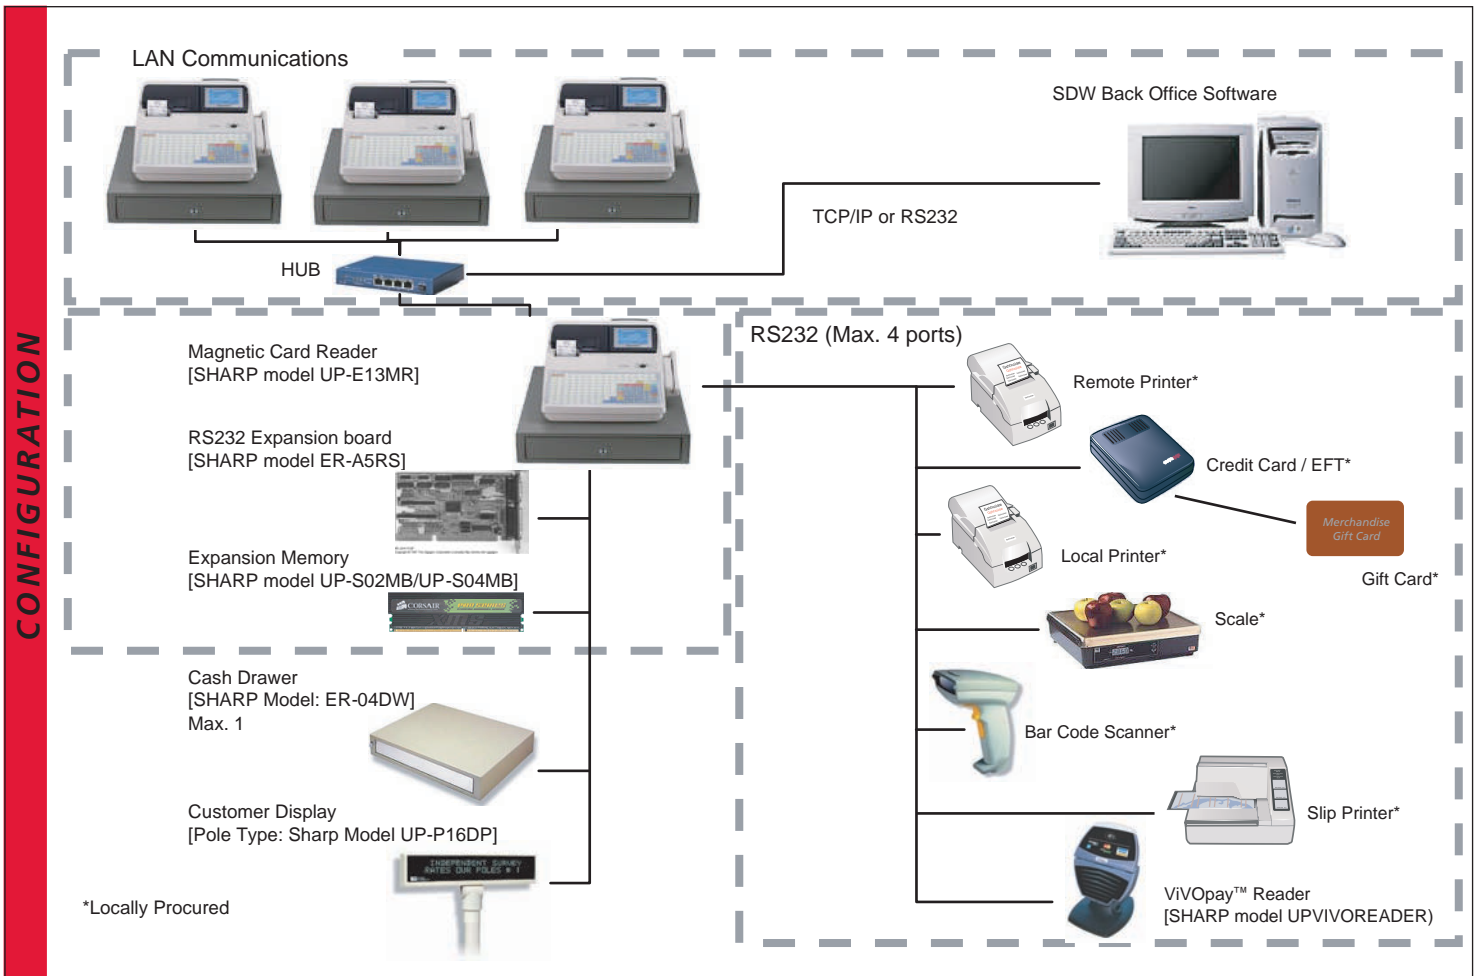 CONFIGURATION
LAN Communications
SDW Back Office Software
TCP/IP or RS232
HUB
Magnetic Card Reader
[SHARP model UP-E13MR]
RS232 Expansion board
[SHARP model ER-A5RS]
Expansion Memory
[SHARP model UP-S02MB/UP-S04MB]
CORSAIR
Cash Drawer
[SHARP Model: ER-04DW]
Max. 1
Customer Display
[Pole Type: Sharp Model UP-P16DP]
INDEPENDENT SURVEY
RATES OUR POLES # 1
*Locally Procured
RS232 (Max. 4 ports)
Remote Printer*
Credit Card / EFT*
Merchandise
Gift Card
Gift Card*
Local Printer*
Scale*
Bar Code Scanner*
Slip Printer*
ViVOpay™ Reader
[SHARP model UPVIVOREADER)